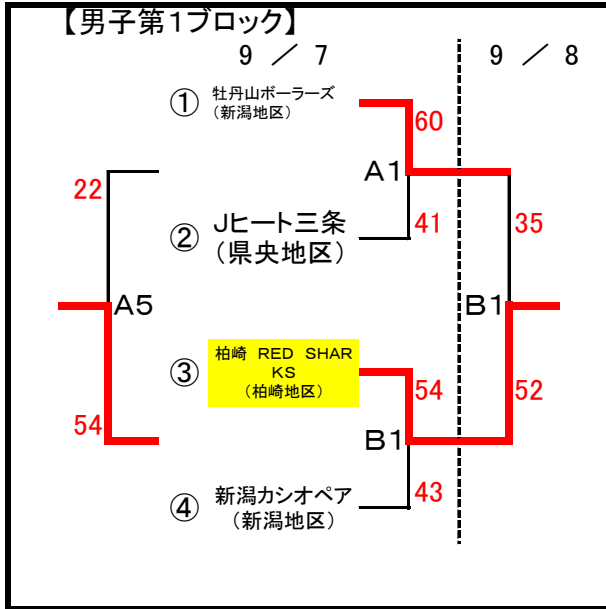 【男子第1ブロック】
9 ／ 7
9 ／ 8
① 牡丹山ボーラーズ
（新潟地区）
60
A1
22
② Jヒート三条
（県央地区）
41
35
A5
B1
③ 柏崎 RED SHAR
KS
（柏崎地区）
54
52
54
B1
④ 新潟カシオペア
（新潟地区）
43